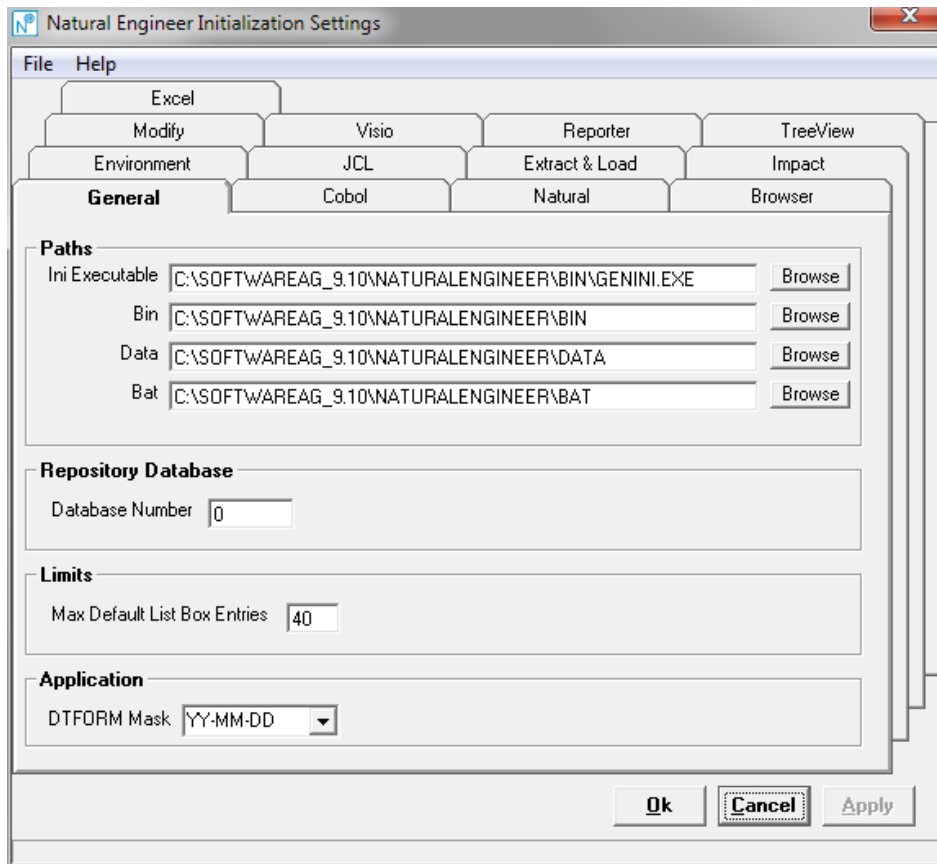 Natural Engineer Initialization Settings
File Help
Excel
Modify Visio Reporter TreeView
Environment JCL Extract & Load Impact
General Cobol Natural Browser
Paths
Ini Executable C:\SOFTWAREAG_9.10\NATURALENGINEER\BIN\GENINI.EXE Browse
Bin C:\SOFTWAREAG_9.10\NATURALENGINEER\BIN Browse
Data C:\SOFTWAREAG_9.10\NATURALENGINEER\DATA Browse
Bat C:\SOFTWAREAG_9.10\NATURALENGINEER\BAT Browse
Repository Database
Database Number 0
Limits
Max Default List Box Entries 40
Application
DTFORM Mask YY-MM-DD
Ok Cancel Apply